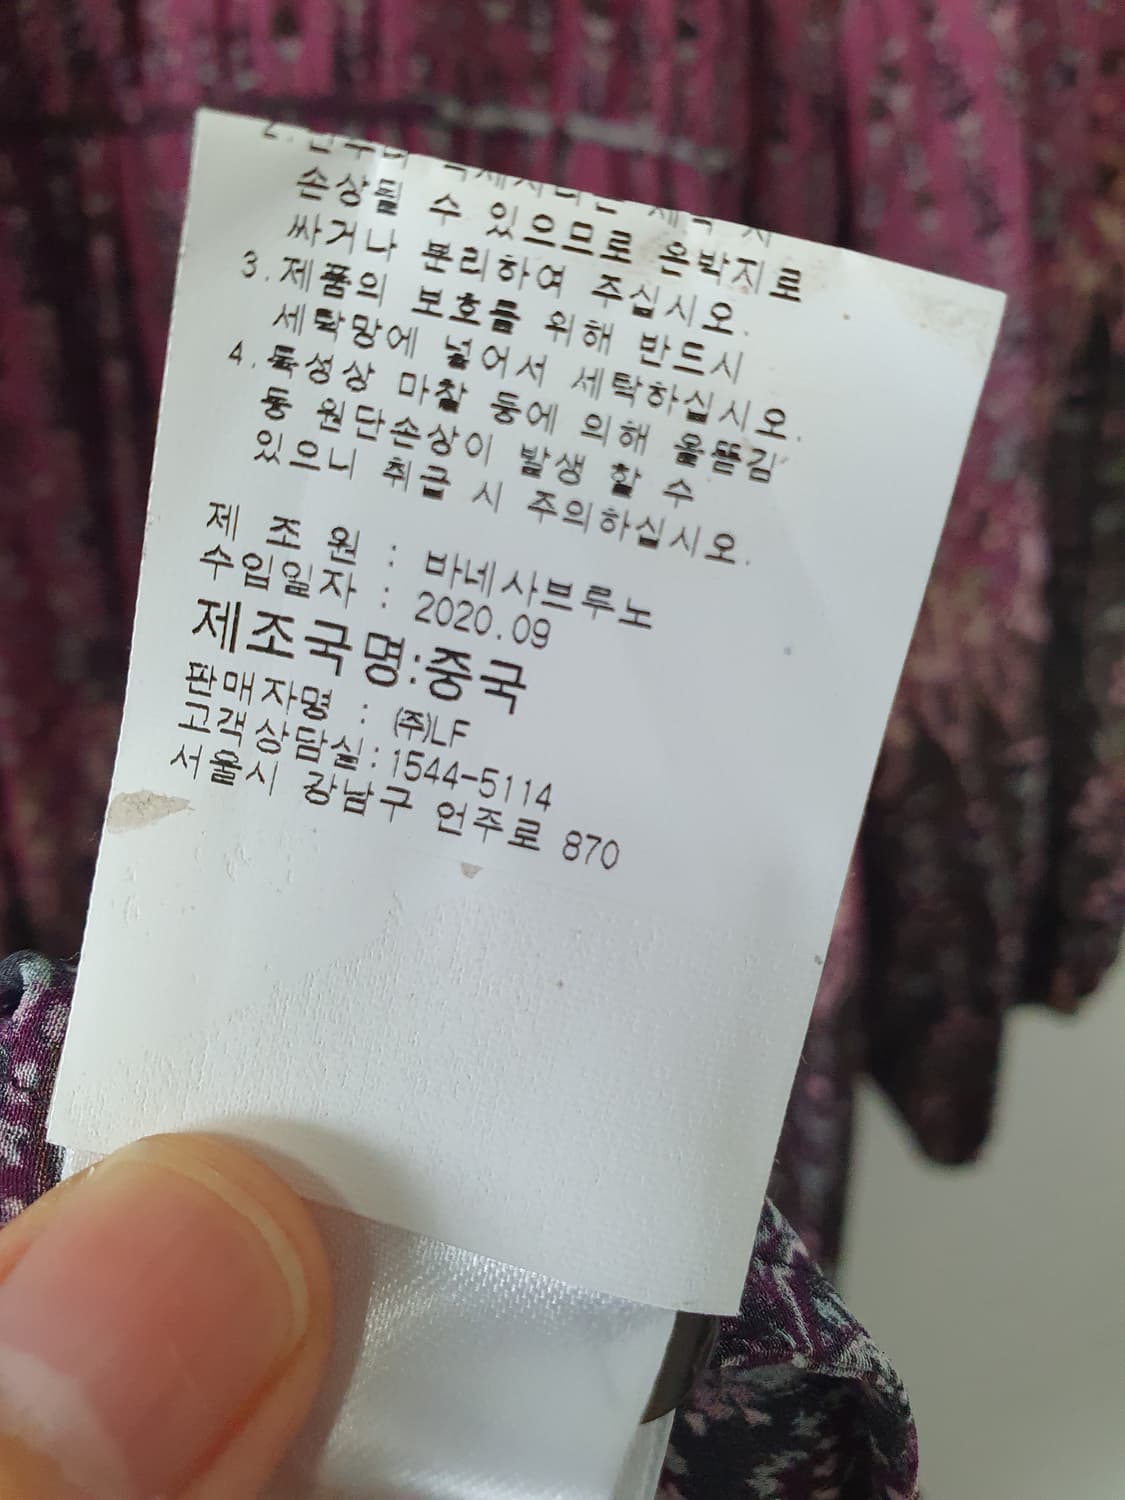 손상될 수 있으므로 은박지로
싸거나 분리하여 주십시오.
3.제품의 보호를 위해 반드시
세탁망에 넣어서 세탁하십시오.
4.특성상 마찰 등에 의해 올뜯김
등 원단손상이 발생 할 수
있으니 취급 시 주의하십시오.
제 조 원 : 바네사브루노
수입일자 : 2020.09
제조국명:중국
판매자명 : ㈜LF
고객상담실:1544-5114
서울시 강남구 언주로 870